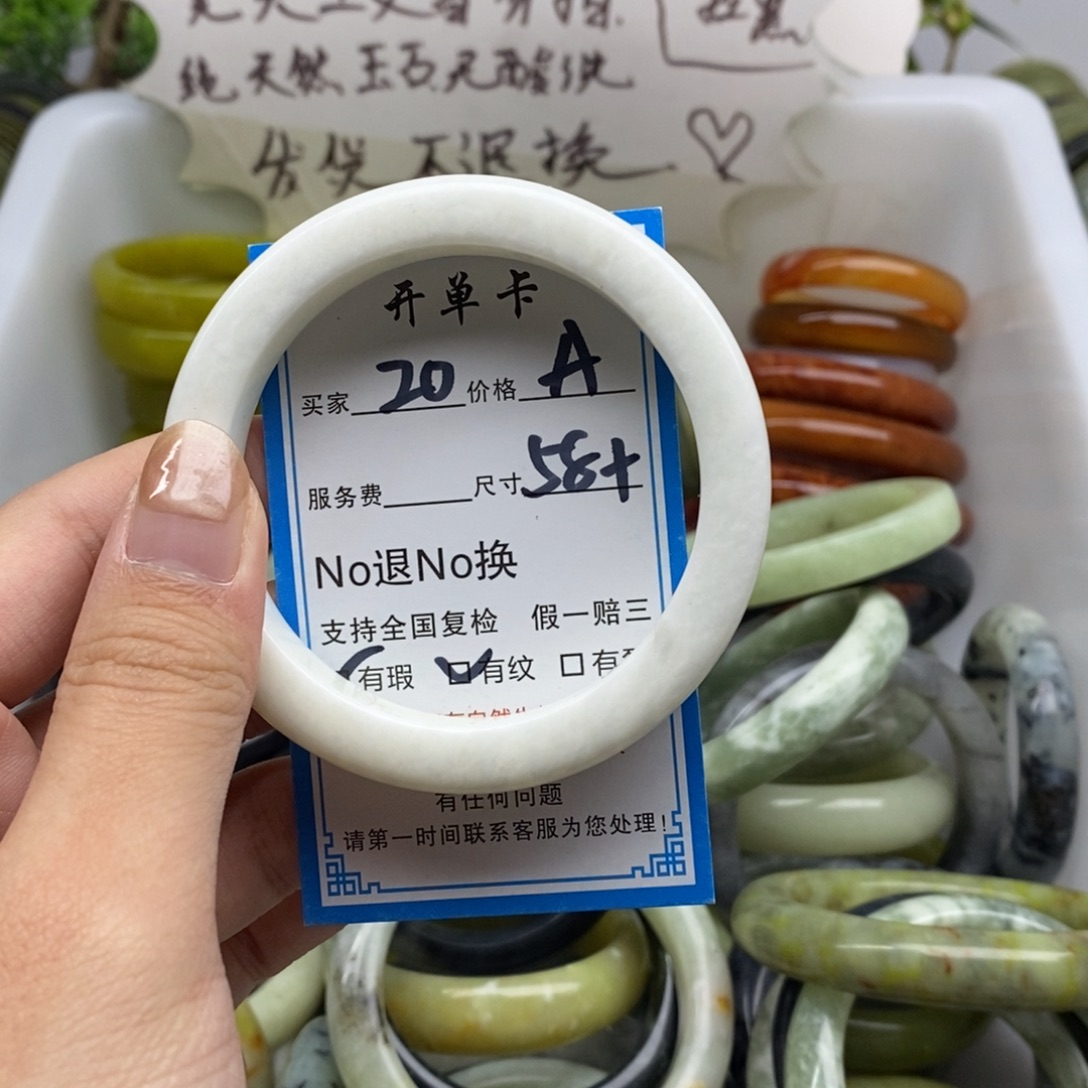 纯天然玉石无酸洗
发货不退换
开单卡
买家 20 价格 A
服务费 尺寸 58+
No退No换
支持全国复检 假一赔三
有瑕 有纹 有
有任何问题
请第一时间联系客服为您处理!